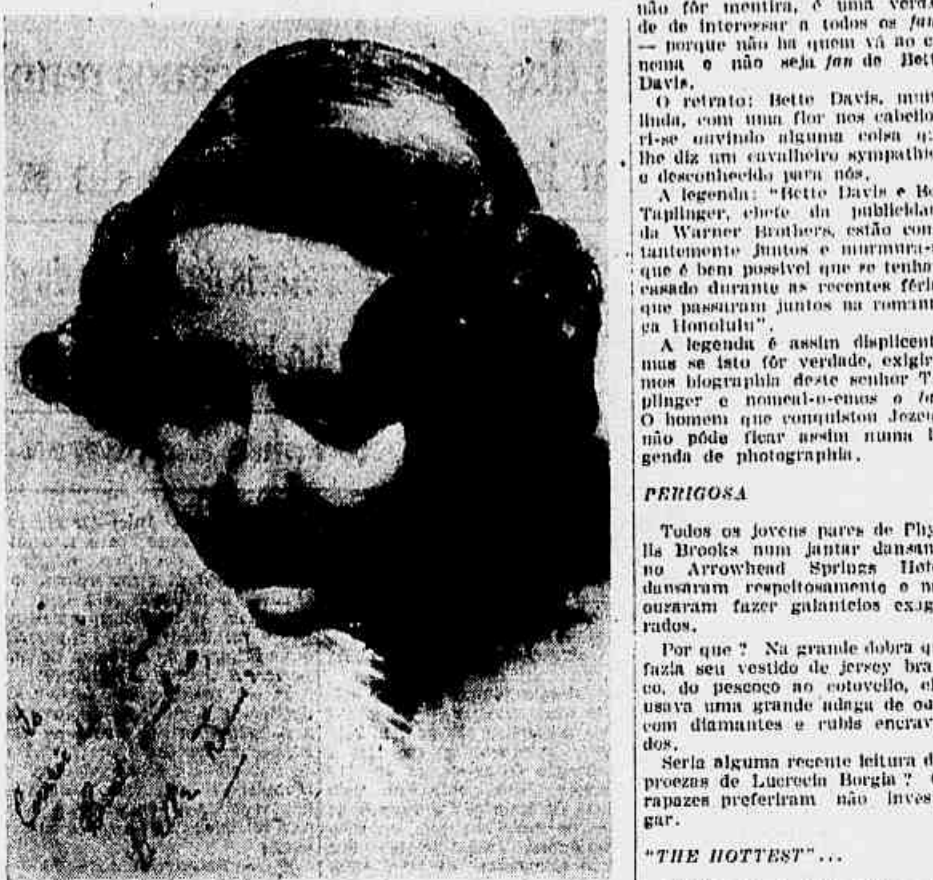 não fôr mentira, é uma verda-
de de interessar a todos os fan
— porque não ha quem vá ao c
nema e não seja fan de Bett
Davis.
O retrato: Bette Davis, muit
linda, com uma flor nos cabello
ri-se ouvindo alguma coisa q
lhe diz um cavalheiro sympathic
e desconhecido para nós.
A legenda: "Bette Davis e Bo
Taplinger, chefe da publicidad
da Warner Brothers, estão con
tantemente juntos e murmura-s
que é bem possivel que se tenha
casado durante as recentes féria
que passaram juntos na romant
ca Honolulu".
A legenda é assim displicent
mas se isto fôr verdade, exigir
mos biographia deste senhor T
plinger e
O homem que conquistou Jeze
não póde ficar assim numa l
genda de photographia.
PERIGOSA
Todos os jovens pares de Phy
lis Brooks num jantar dansan
no Arrowhead Springs Hote
dansaram respeitosamente e n
ousaram fazer galanteios exag
rados.
Por que ? Na grande dobra q
fazia seu vestido de jersey bran
co, do pescoço ao cotovello, el
usava uma grande adaga de ou
com diamantes e rubis encrav
dos.
Seria alguma recente leitura d
proezas de Lucrecia Borgia ?
rapazes preferiram não inves
gar.
"THE HOTTEST"...
To